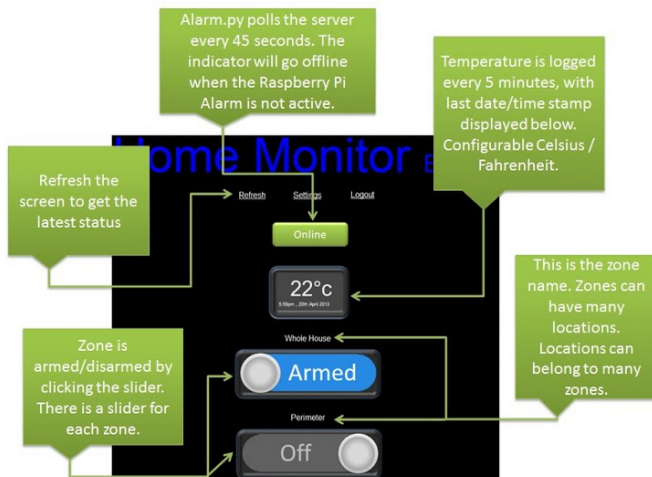 Alarm.py polls the server
every 45 seconds. The
indicator will go offline
when the Raspberry Pi
Alarm is not active.
Temperature is logged
every 5 minutes, with
last date/time stamp
displayed below.
Configurable Celsius /
Fahrenheit.
Home Monitor
Refresh the
screen to get the
latest status
Refresh Settings Logout
Online
22°c
5:59pm , 20th April 2013
This is the zone
name. Zones can
have many
locations.
Locations can
belong to many
zones.
Whole House
Zone is
armed/disarmed by
clicking the slider.
There is a slider for
each zone.
Armed
Perimeter
Off